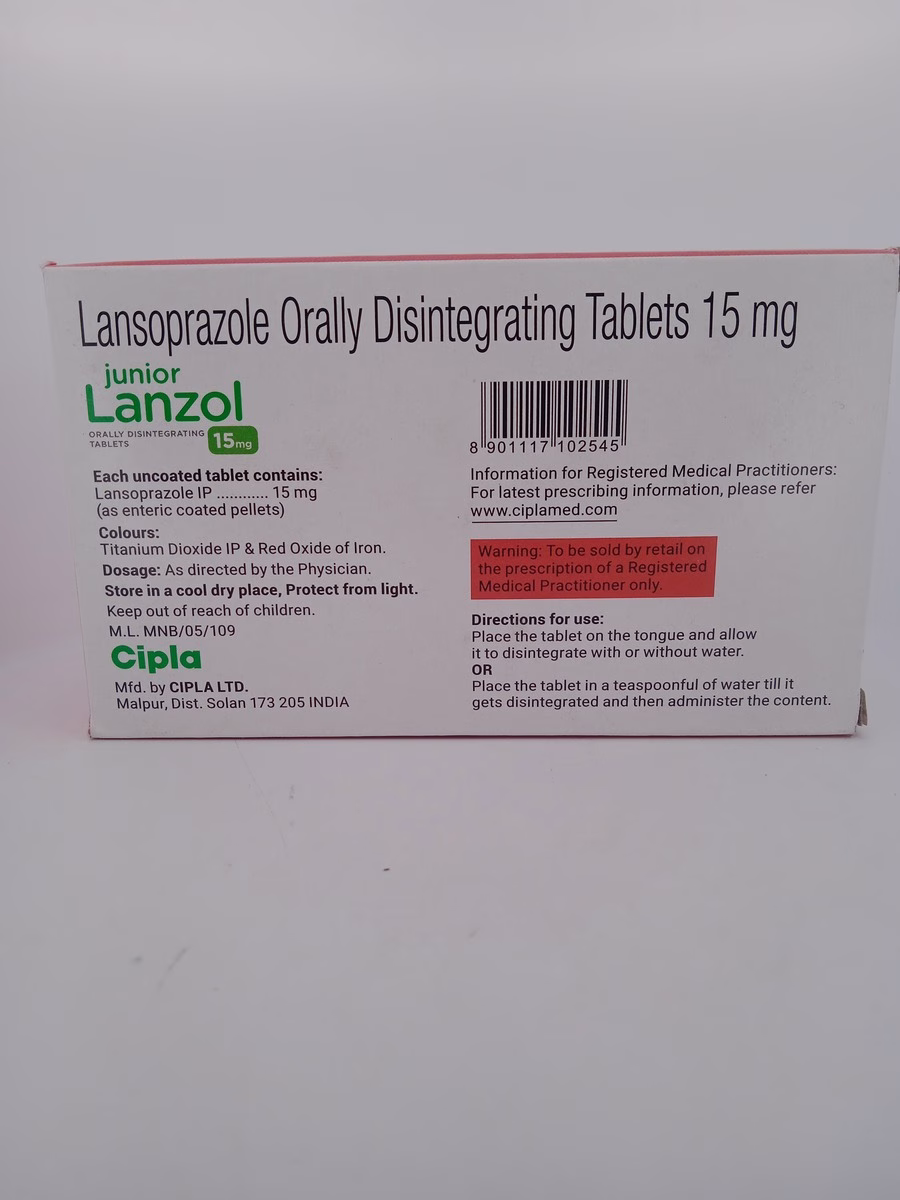 Lansoprazole Orally Disintegrating Tablets 15 mg
junior
Lanzol
ORALLY DISINTEGRATING
TABLETS
15mg
Each uncoated tablet contains:
Lansoprazole IP ............ 15 mg
(as enteric coated pellets)
Colours:
Titanium Dioxide IP & Red Oxide of Iron.
Dosage: As directed by the Physician.
Store in a cool dry place, Protect from light.
Keep out of reach of children.
M.L. MNB/05/109
Cipla
Mfd. by CIPLA LTD.
Malpur, Dist. Solan 173 205 INDIA
8 901117 102545
Information for Registered Medical Practitioners:
For latest prescribing information, please refer
www.ciplamed.com
Warning: To be sold by retail on
the prescription of a Registered
Medical Practitioner only.
Directions for use:
Place the tablet on the tongue and allow
it to disintegrate with or without water.
OR
Place the tablet in a teaspoonful of water till it
gets disintegrated and then administer the content.